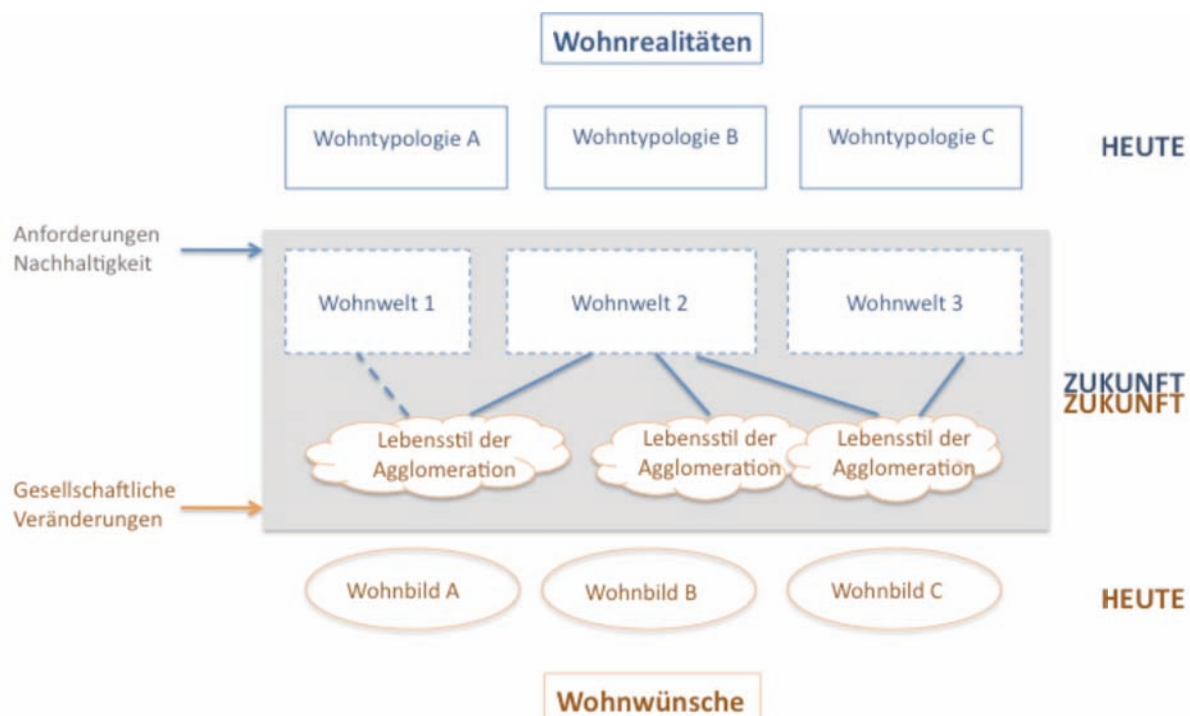 Wohnrealitäten
Wohntypologie A
Wohntypologie B
Wohntypologie C
HEUTE
Anforderungen
Nachhaltigkeit
Wohnwelt 1
Wohnwelt 2
Wohnwelt 3
ZUKUNFT
ZUKUNFT
Lebensstil der
Agglomeration
Lebensstil der
Agglomeration
Lebensstil der
Agglomeration
Gesellschaftliche
Veränderungen
Wohnbild A
Wohnbild B
Wohnbild C
HEUTE
Wohnwünsche